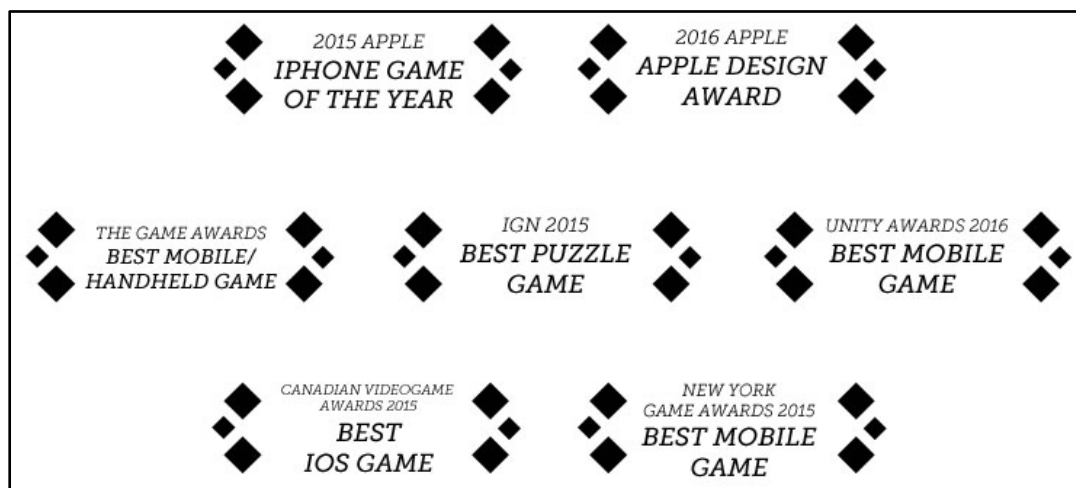 2015 APPLE
IPHONE GAME
OF THE YEAR
2016 APPLE
APPLE DESIGN
AWARD
THE GAME AWARDS
BEST MOBILE/
HANDHELD GAME
IGN 2015
BEST PUZZLE
GAME
UNITY AWARDS 2016
BEST MOBILE
GAME
CANADIAN VIDEOGAME
AWARDS 2015
BEST
IOS GAME
NEW YORK
GAME AWARDS 2015
BEST MOBILE
GAME